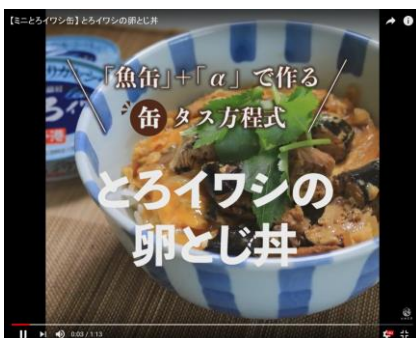 【ミニとろイワシ缶】とろイワシの卵とじ丼
「魚缶」+「α」で作る
缶 タス方程式
とろイワシの
卵とじ丼
0:03 / 1:13